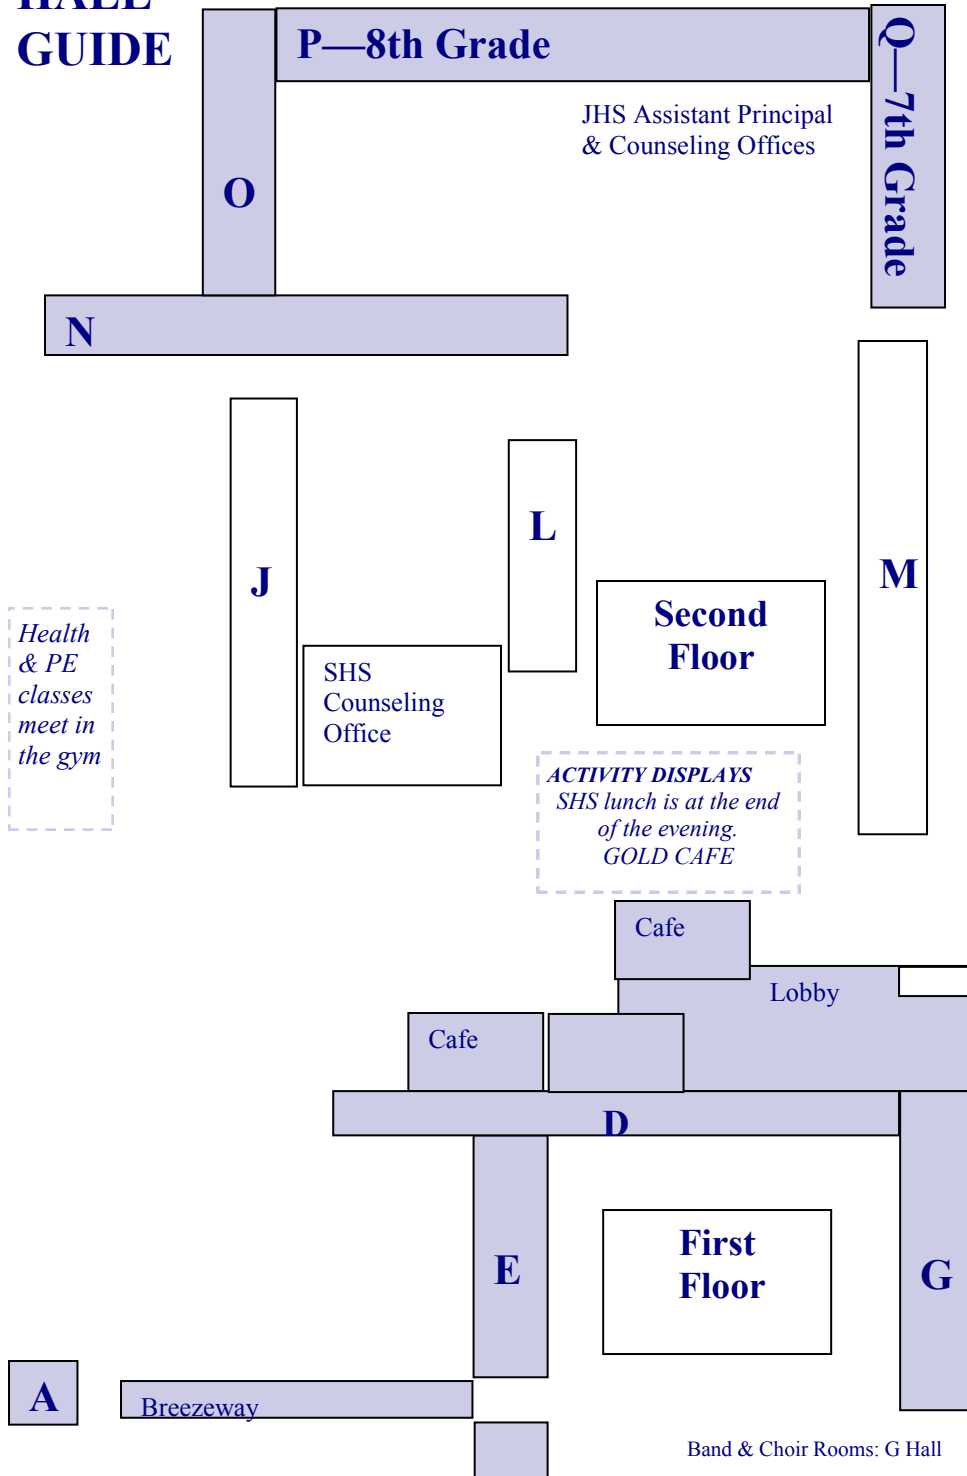 HALL
GUIDE
P—8th Grade
Q—7th Grade
JHS Assistant Principal
& Counseling Offices
O
N
L
J
M
Second
Floor
Health
& PE
classes
meet in
the gym
SHS
Counseling
Office
ACTIVITY DISPLAYS
SHS lunch is at the end
of the evening.
GOLD CAFE
Cafe
Lobby
Cafe
D
First
Floor
E
G
A
Breezeway
Band & Choir Rooms: G Hall